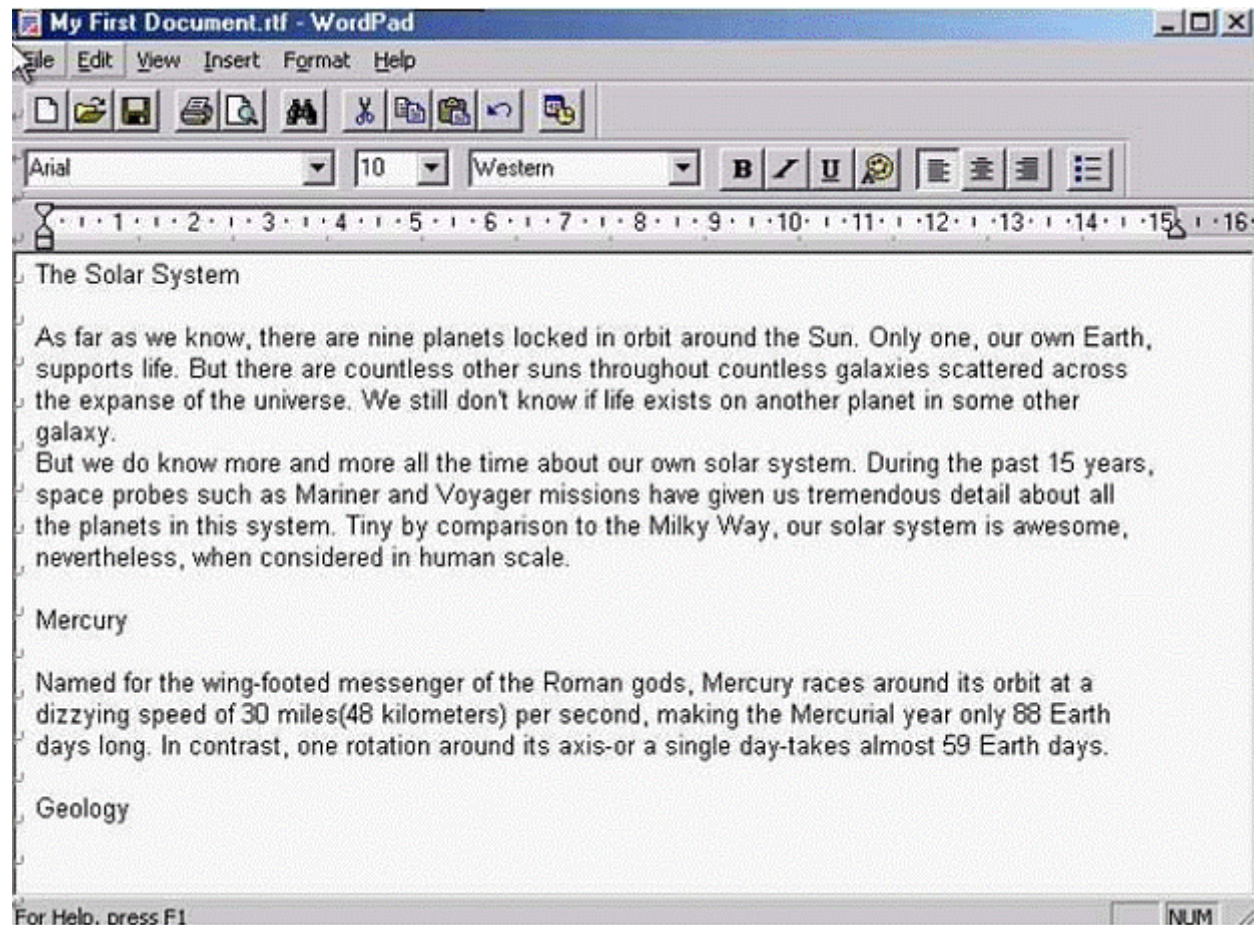 My First Document.rtf - WordPad
File Edit View Insert Format Help
Arial 10 Western B I U
1 2 3 4 5 6 7 8 9 10 11 12 13 14 15 16
The Solar System
As far as we know, there are nine planets locked in orbit around the Sun. Only one, our own Earth,
supports life. But there are countless other suns throughout countless galaxies scattered across
the expanse of the universe. We still don't know if life exists on another planet in some other
galaxy.
But we do know more and more all the time about our own solar system. During the past 15 years,
space probes such as Mariner and Voyager missions have given us tremendous detail about all
the planets in this system. Tiny by comparison to the Milky Way, our solar system is awesome,
nevertheless, when considered in human scale.
Mercury
Named for the wing-footed messenger of the Roman gods, Mercury races around its orbit at a
dizzying speed of 30 miles(48 kilometers) per second, making the Mercurial year only 88 Earth
days long. In contrast, one rotation around its axis-or a single day-takes almost 59 Earth days.
Geology
For Help, press F1 NUM